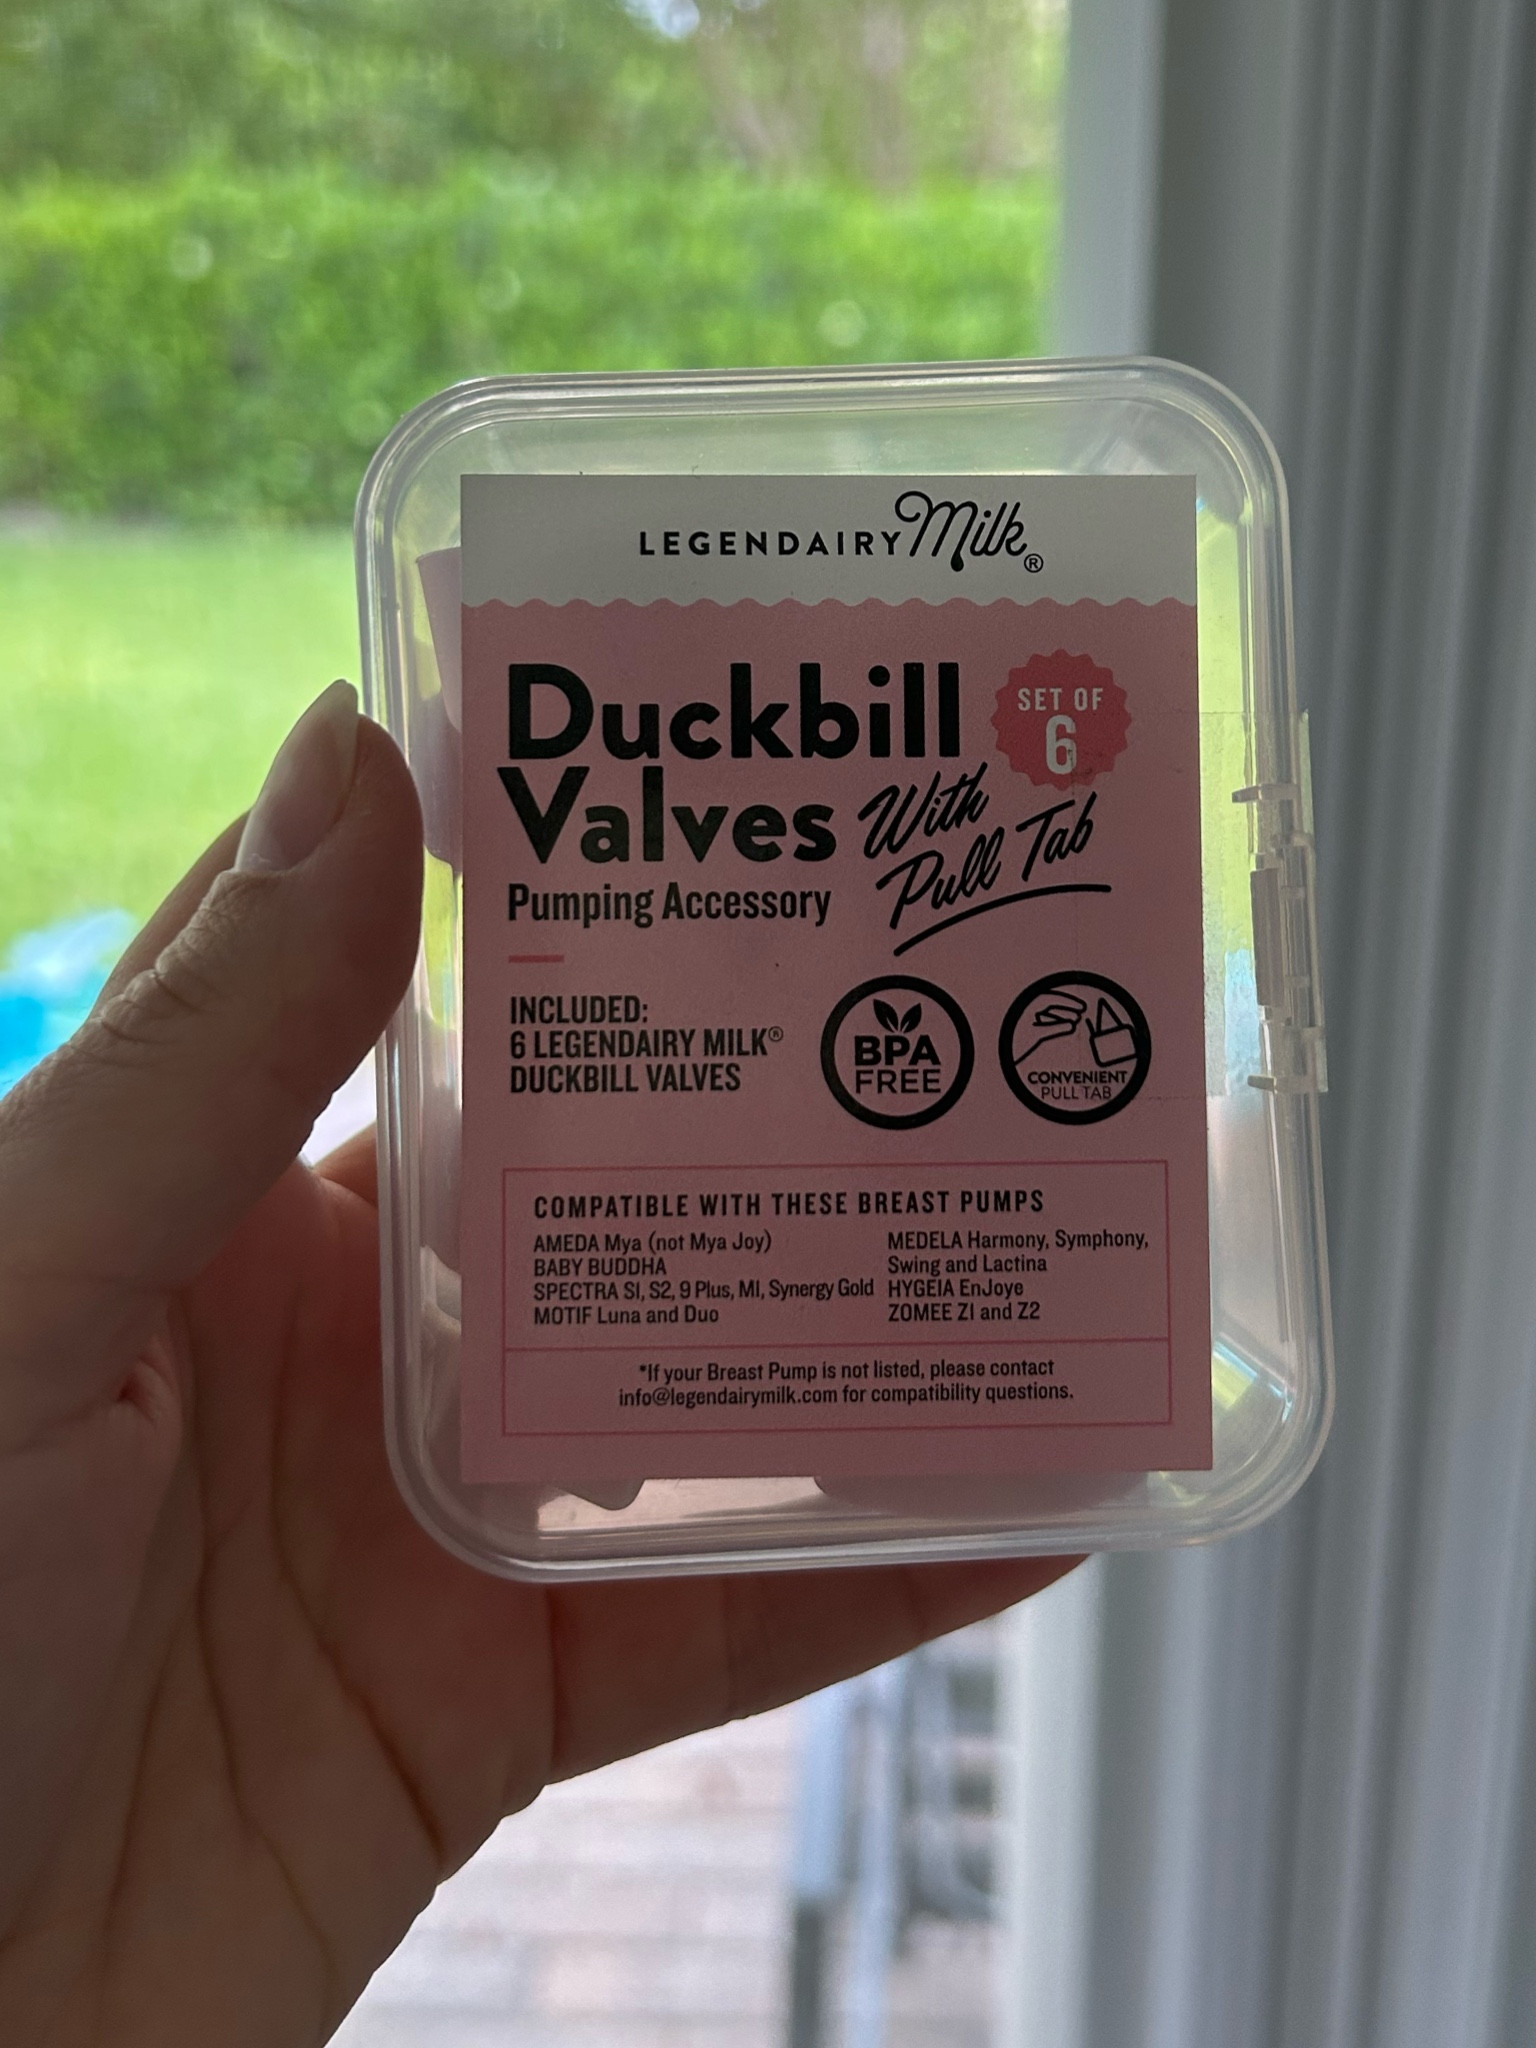 LEGENDAIRY Milk®
Duckbill
Valves
With
Pull Tab
SET OF
6
Pumping Accessory
INCLUDED:
6 LEGENDAIRY MILK®
DUCKBILL VALVES
BPA
FREE
CONVENIENT
PULL TAB
COMPATIBLE WITH THESE BREAST PUMPS
AMEDA Mya (not Mya Joy)
BABY BUDDHA
SPECTRA S1, S2, 9 Plus, M1, Synergy Gold
MOTIF Luna and Duo
MEDELA Harmony, Symphony,
Swing and Lactina
HYGEIA EnJoye
ZOMEE Z1 and Z2
*If your Breast Pump is not listed, please contact
info@legendairymilk.com for compatibility questions.